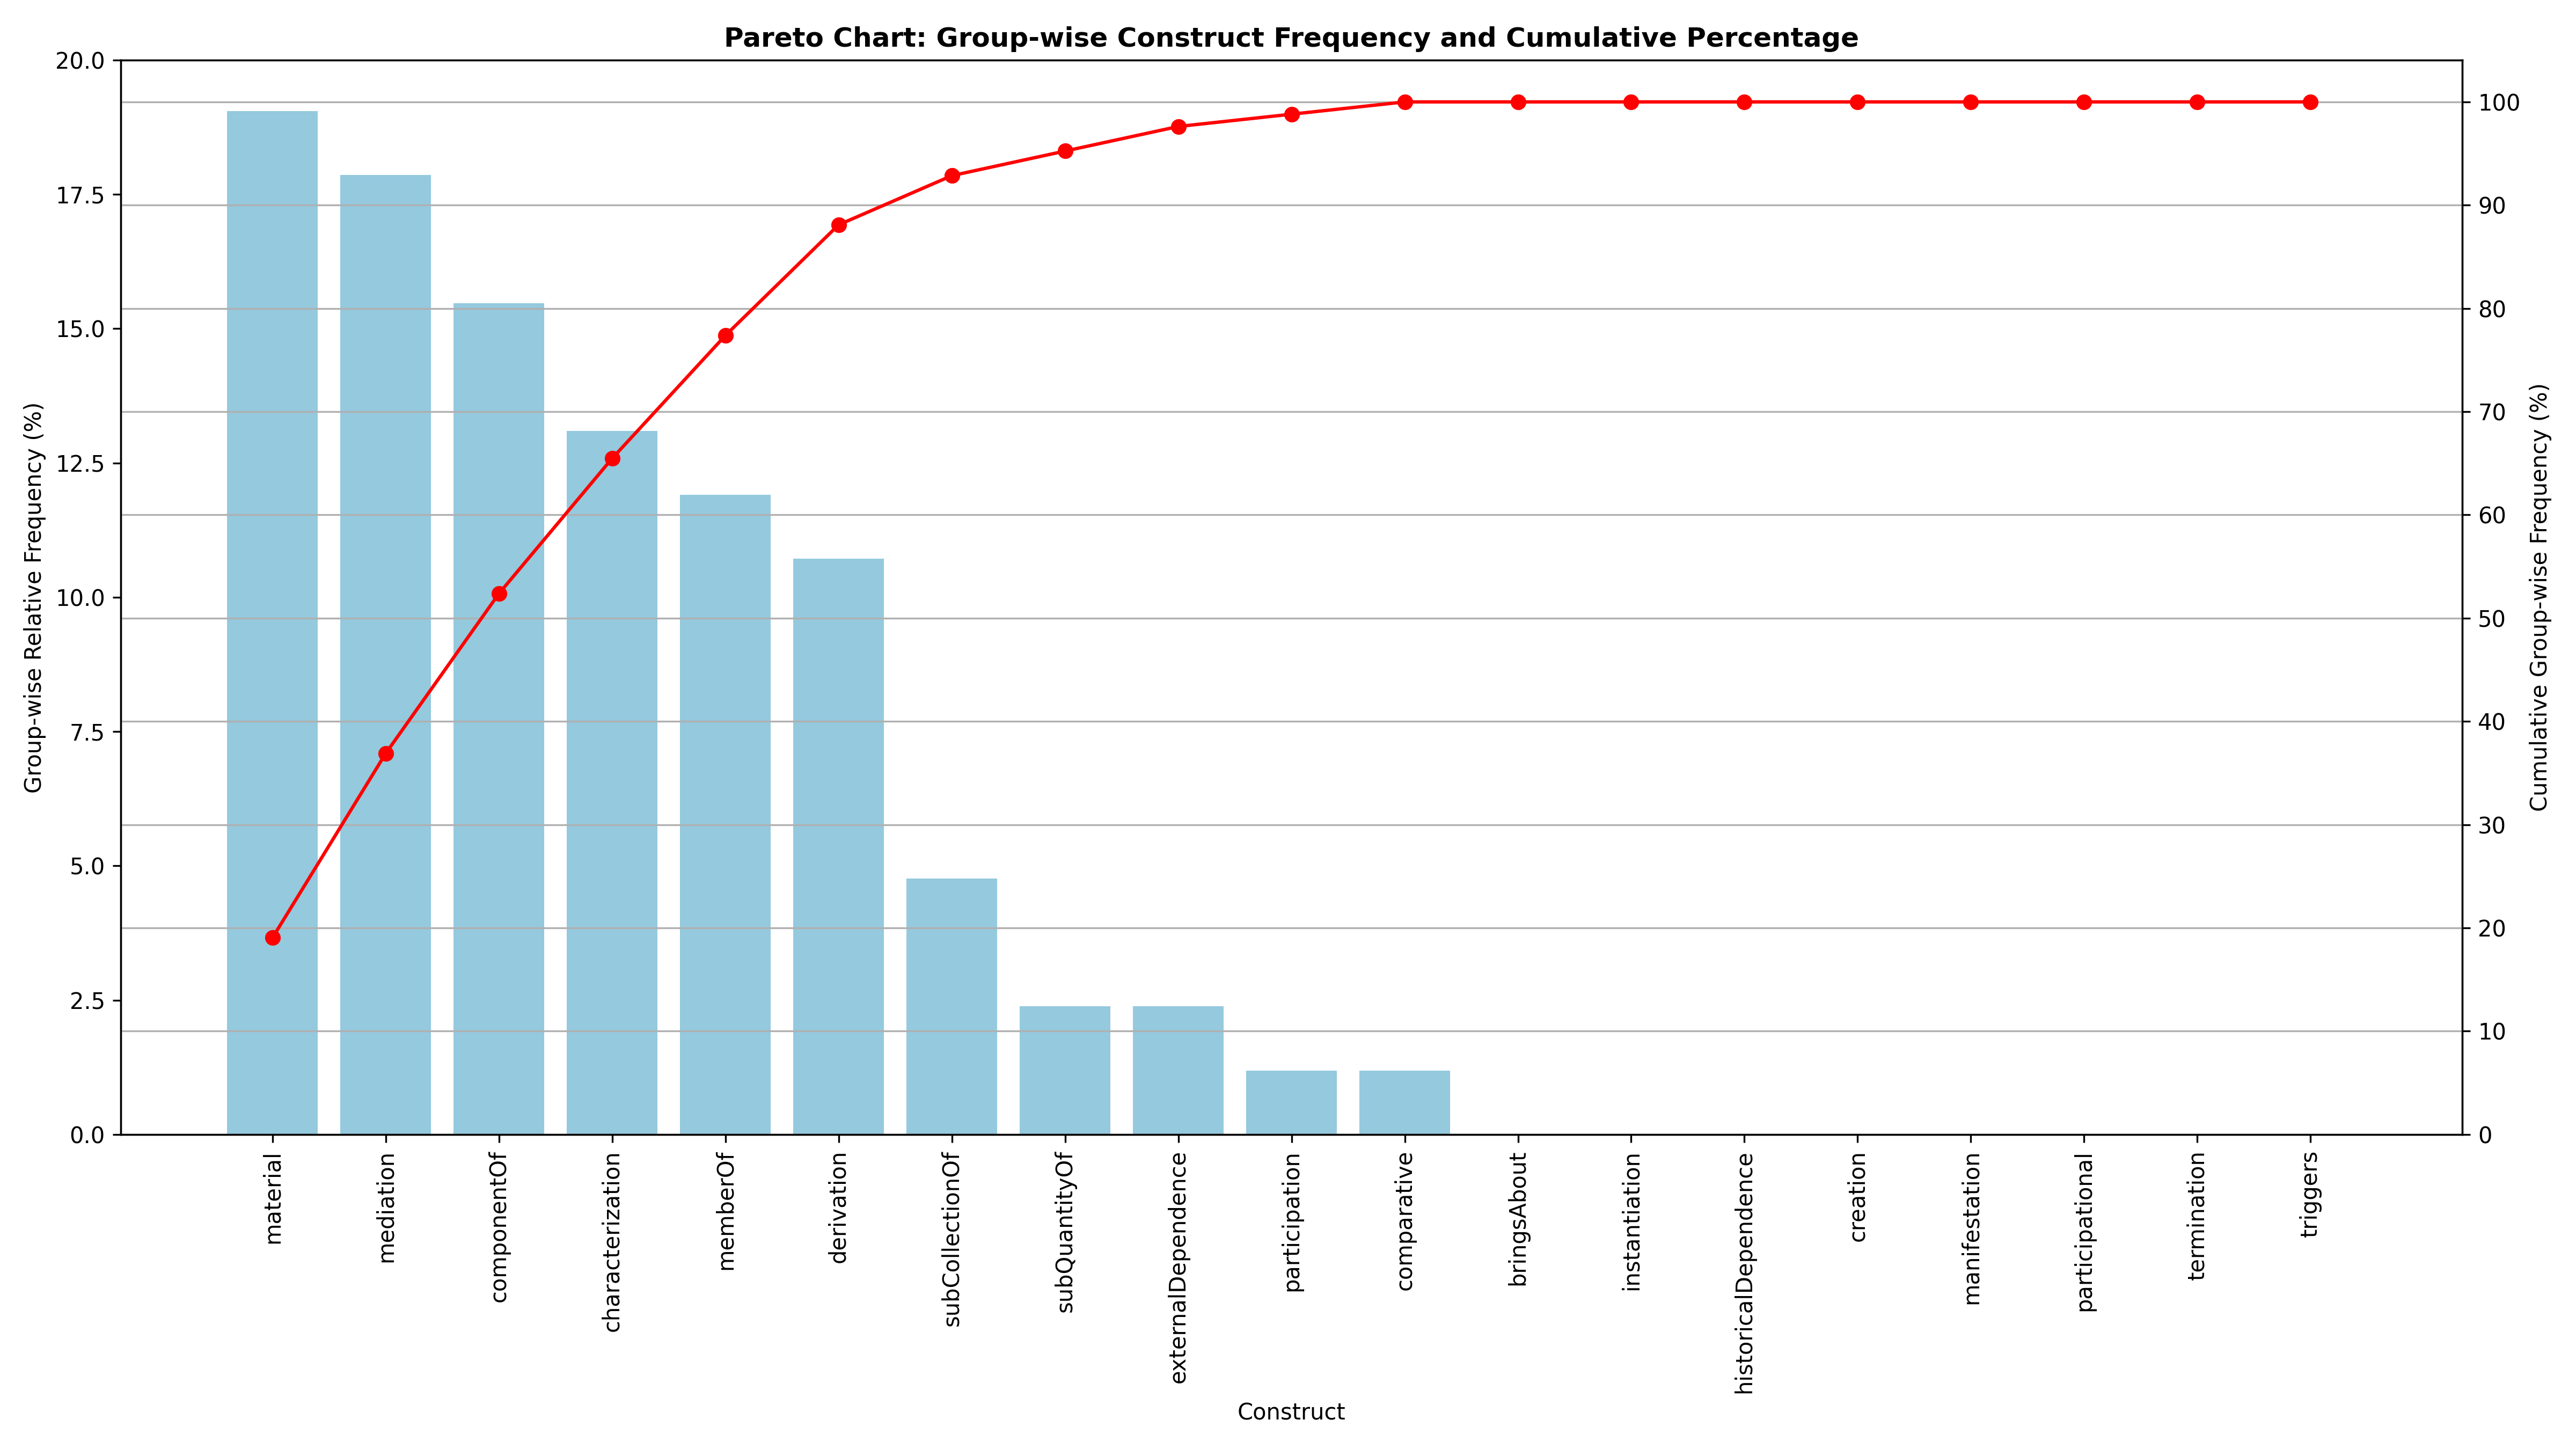 Pareto Chart: Group-wise Construct Frequency and Cumulative Percentage
Group-wise Relative Frequency (%)
20.0
17.5
15.0
12.5
10.0
7.5
5.0
2.5
0.0
100
90
80
70
60
50
40
30
20
10
0
Cumulative Group-wise Frequency (%)
material
mediation
componentOf
characterization
memberOf
derivation
subCollectionOf
subQuantityOf
externalDependence
participation
comparative
bringsAbout
instantiation
historicalDependence
creation
manifestation
participational
termination
triggers
Construct